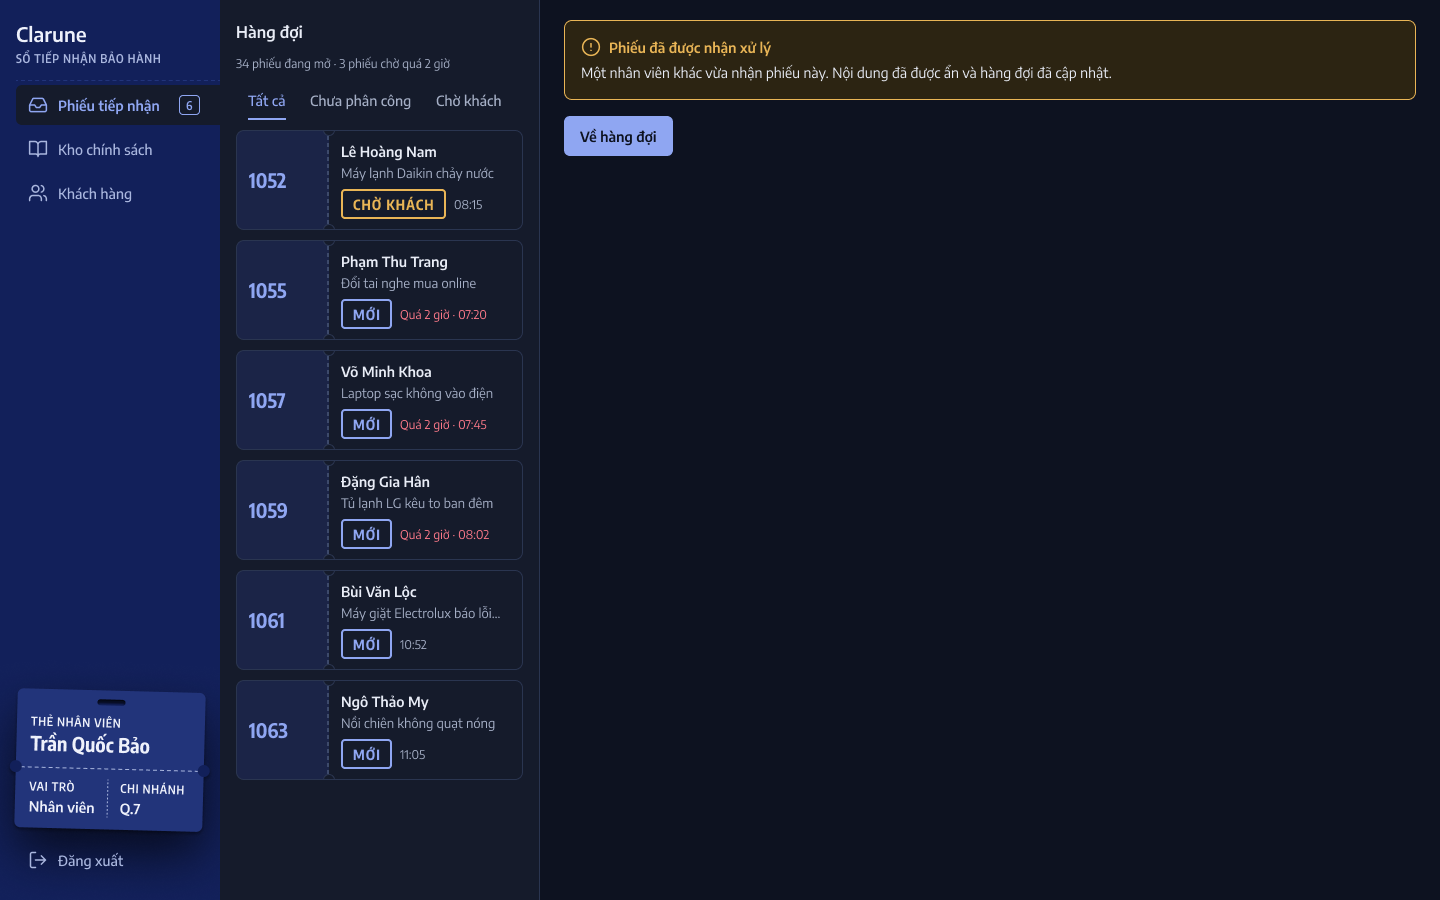 Clarune
SỔ TIẾP NHẬN BẢO HÀNH
Phiếu tiếp nhận 6
Kho chính sách
Khách hàng
THẺ NHÂN VIÊN
Trần Quốc Bảo
VAI TRÒ CHI NHÁNH
Nhân viên Q.7
Đăng xuất
Hàng đợi
34 phiếu đang mở · 3 phiếu chờ quá 2 giờ
Tất cả Chưa phân công Chờ khách
1052
Lê Hoàng Nam
Máy lạnh Daikin chảy nước
CHỜ KHÁCH 08:15
1055
Phạm Thu Trang
Đổi tai nghe mua online
MỚI Quá 2 giờ · 07:20
1057
Võ Minh Khoa
Laptop sạc không vào điện
MỚI Quá 2 giờ · 07:45
1059
Đặng Gia Hân
Tủ lạnh LG kêu to ban đêm
MỚI Quá 2 giờ · 08:02
1061
Bùi Văn Lộc
Máy giặt Electrolux báo lỗi...
MỚI 10:52
1063
Ngô Thảo My
Nồi chiên không quạt nóng
MỚI 11:05
Phiếu đã được nhận xử lý
Một nhân viên khác vừa nhận phiếu này. Nội dung đã được ẩn và hàng đợi đã cập nhật.
Về hàng đợi